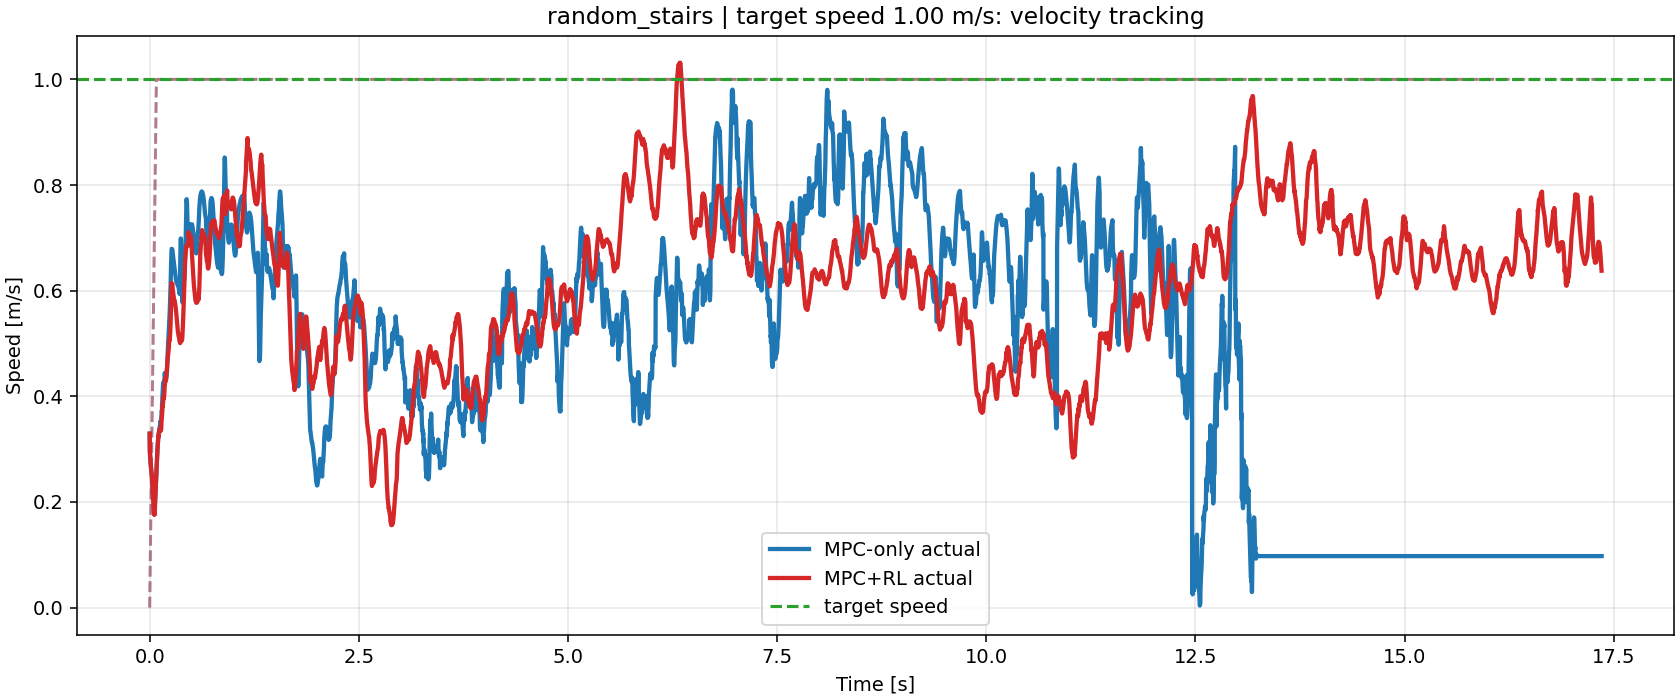 random_stairs | target speed 1.00 m/s: velocity tracking
Speed [m/s]
1.0
0.8
0.6
0.4
0.2
0.0
MPC-only actual
MPC+RL actual
target speed
0.0 2.5 5.0 7.5 10.0 12.5 15.0 17.5
Time [s]